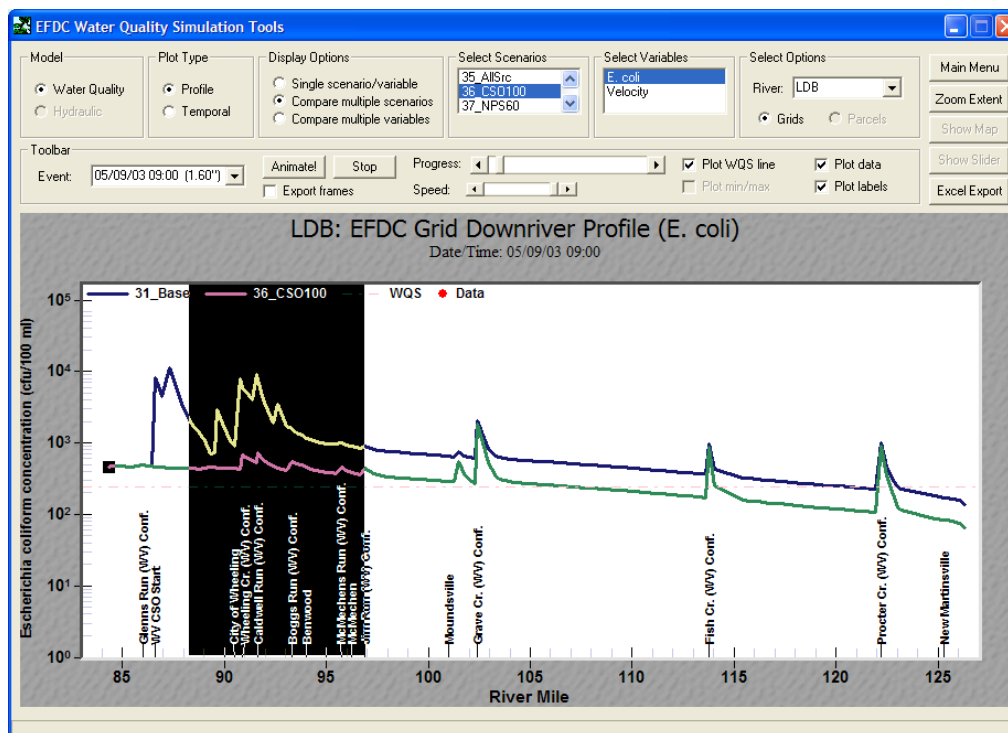 EFDC Water Quality Simulation Tools
Model
Water Quality
Hydraulic
Plot Type
Profile
Temporal
Display Options
Single scenario/variable
Compare multiple scenarios
Compare multiple variables
Select Scenarios
35_AllSrc
36_CSO100
37_NPS60
Select Variables
E. coli
Velocity
Select Options
River: LDB
Grids Parcels
Main Menu
Zoom Extent
Show Map
Show Slider
Excel Export
Toolbar
Event: 05/09/03 09:00 (1.60")
Animate! Stop
Export frames
Progress:
Speed:
Plot WQS line
Plot min/max
Plot data
Plot labels
LDB: EFDC Grid Downriver Profile (E. coli)
Date/Time: 05/09/03 09:00
31_Base 36_CSO100 WQS Data
Escherichia coliform concentration (cfu/100 ml)
10⁵
10⁴
10³
10²
10¹
10⁰
Glenns Run (WV) Conf.
WV CSO Start
City of Wheeling
Wheeling Cr. (WV) Conf.
Caldwell Run (WV) Conf.
Boggs Run (WV) Conf.
Benwood
McMechens Run (WV) Conf.
McMechen
Jim Run (WV) Conf.
Moundsville
Grave Cr. (WV) Conf.
Fish Cr. (WV) Conf.
Procter Cr. (WV) Conf.
New Martinsville
85 90 95 100 105 110 115 120 125
River Mile